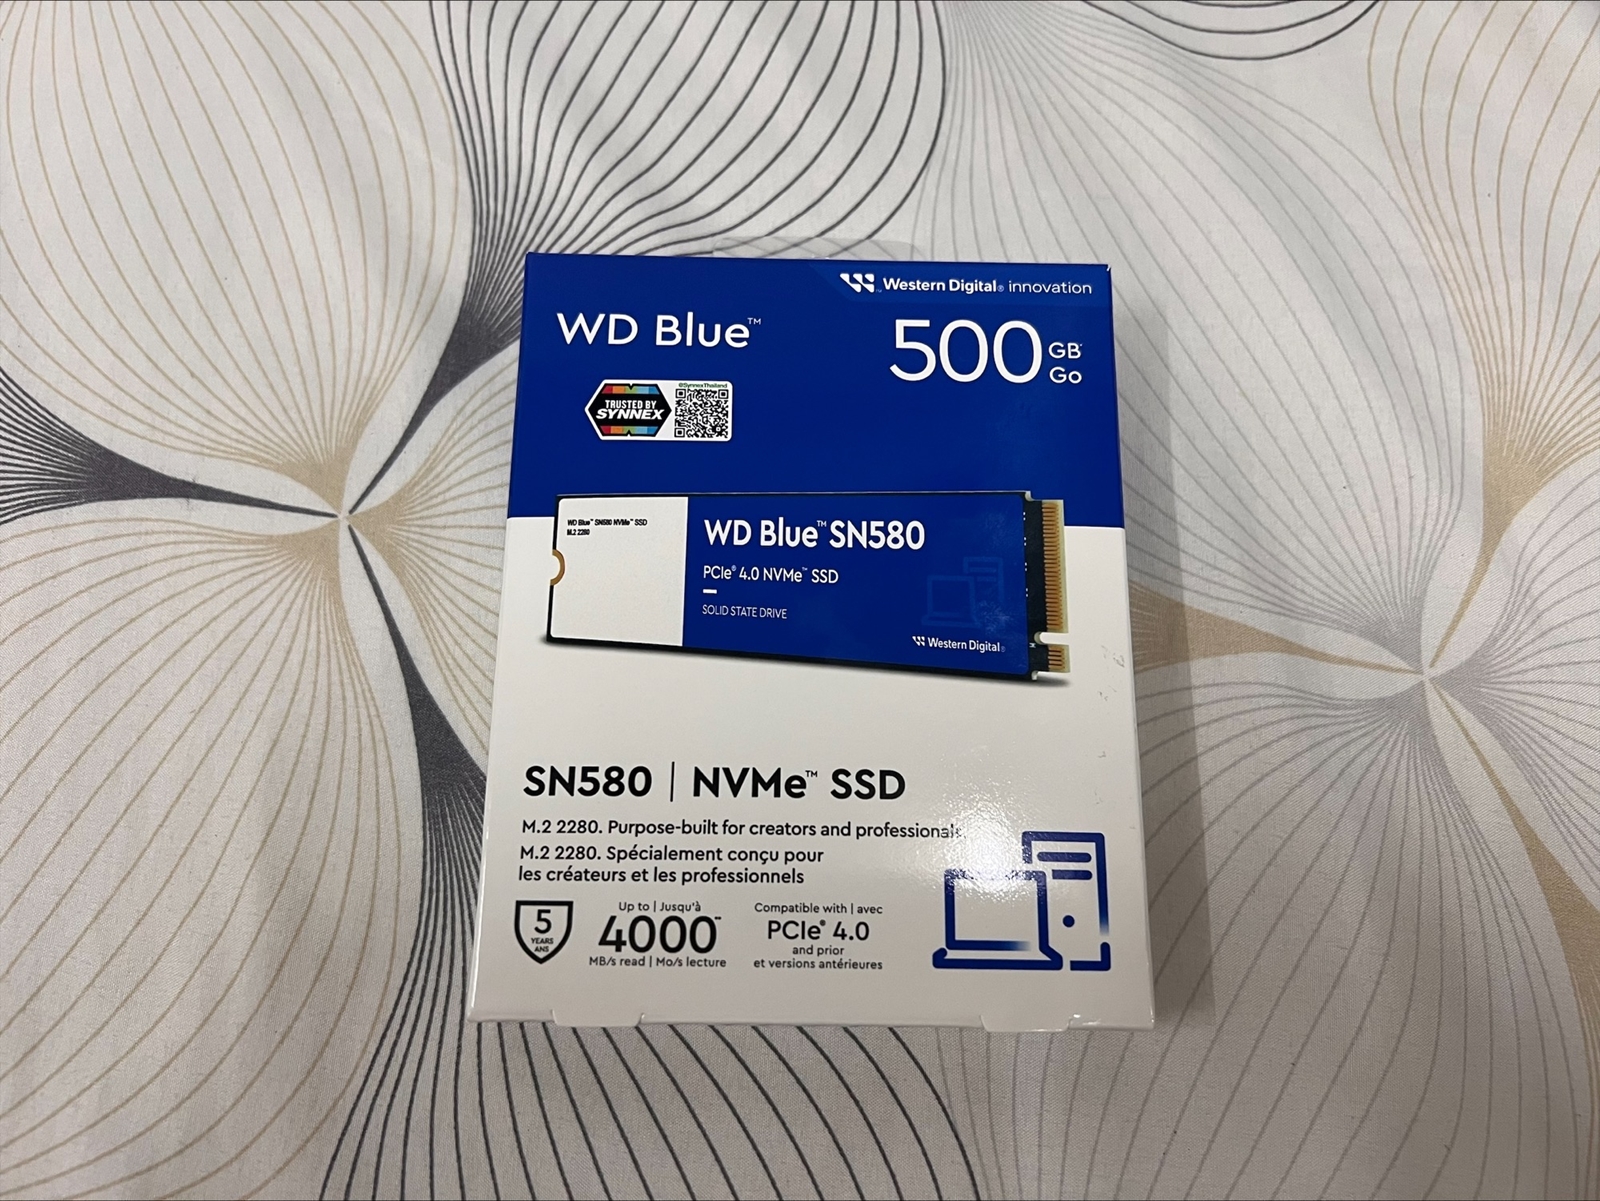 Western Digital® innovation
WD Blue™
500 GB*
Go
TRUSTED BY
SYNNEX
@SynnexThailand
WD Blue™ SN580 NVMe™ SSD
M.2 2280
WD Blue™ SN580
PCIe® 4.0 NVMe™ SSD
SOLID STATE DRIVE
Western Digital®
SN580 | NVMe™ SSD
M.2 2280. Purpose-built for creators and professionals.
M.2 2280. Spécialement conçu pour
les créateurs et les professionnels
5
YEARS
ANS
Up to | Jusqu'à
4000**
MB/s read | Mo/s lecture
Compatible with | avec
PCIe® 4.0
and prior
et versions antérieures